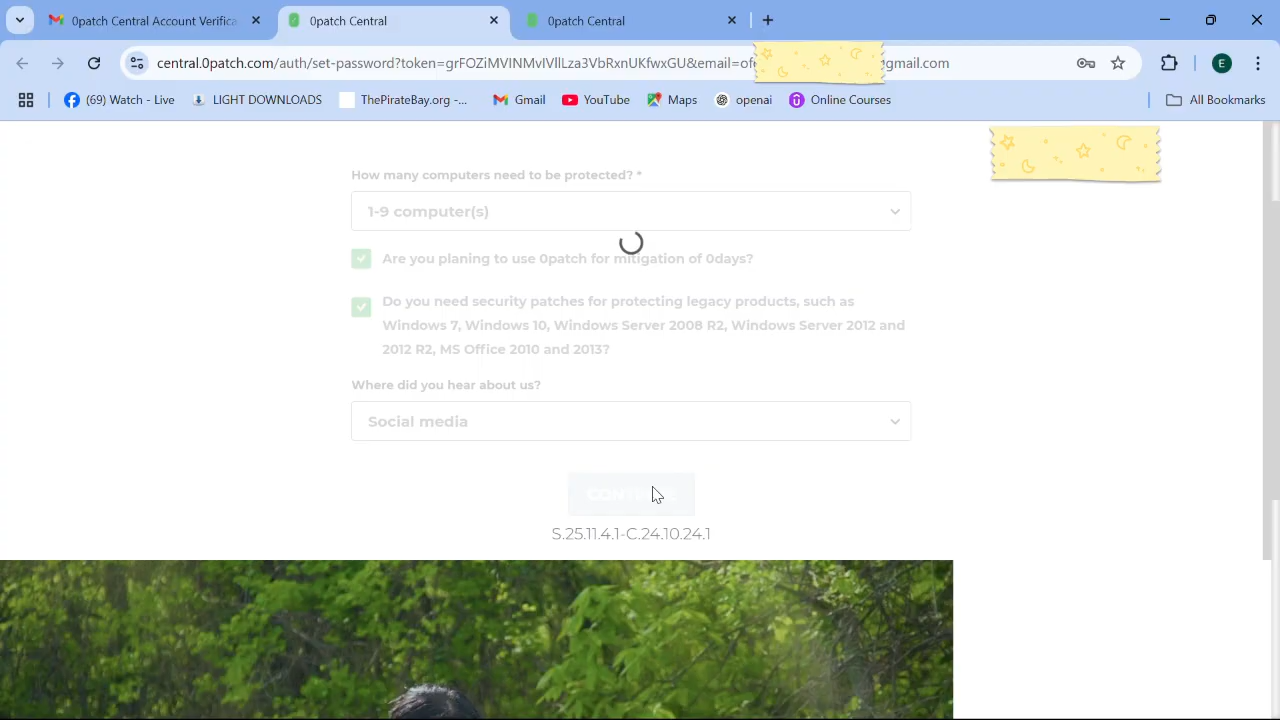 0patch Central Account Verifica
0patch Central
0patch Central
central.0patch.com/auth/set-password?token=grFOZiMVINMvIVllLza3VbRxnUKfwxGU&email=of
gmail.com
E
(69) Watch - Live
LIGHT DOWNLOADS
ThePirateBay.org -...
Gmail
YouTube
Maps
openai
Online Courses
All Bookmarks
How many computers need to be protected? *
1-9 computer(s)
Are you planing to use 0patch for mitigation of 0days?
Do you need security patches for protecting legacy products, such as
Windows 7, Windows 10, Windows Server 2008 R2, Windows Server 2012 and
2012 R2, MS Office 2010 and 2013?
Where did you hear about us?
Social media
S.25.11.4.1-C.24.10.24.1